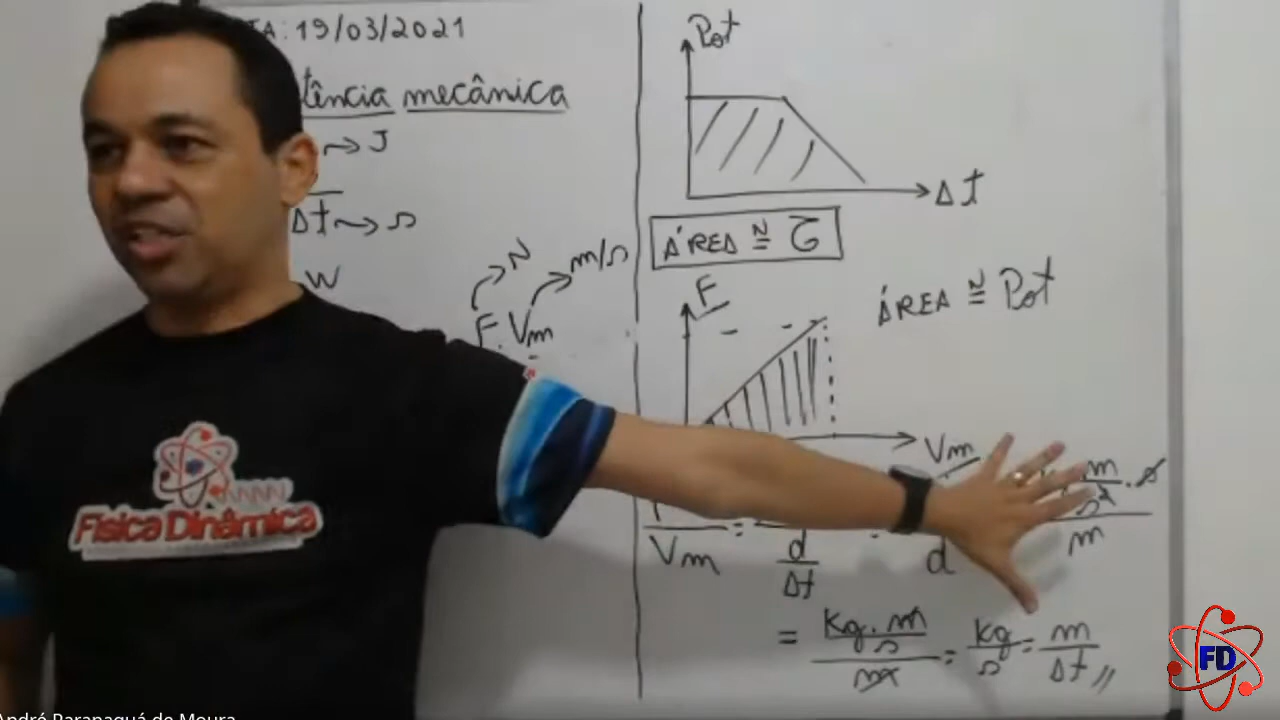 TA: 19/03/2021
tência mecânica
→ J
Δt → s
W
N
m/s
F. Vm
Pot
Δt
ÁREA ≅ᴺ τ
F
ÁREA ≅ᴺ Pot
Vm
m/s² . s
Vm = d/Δt
d
m
= kg.m/s / m = kg/s = m/Δt //
Física Dinâmica
FD
André Paranaguá de Moura